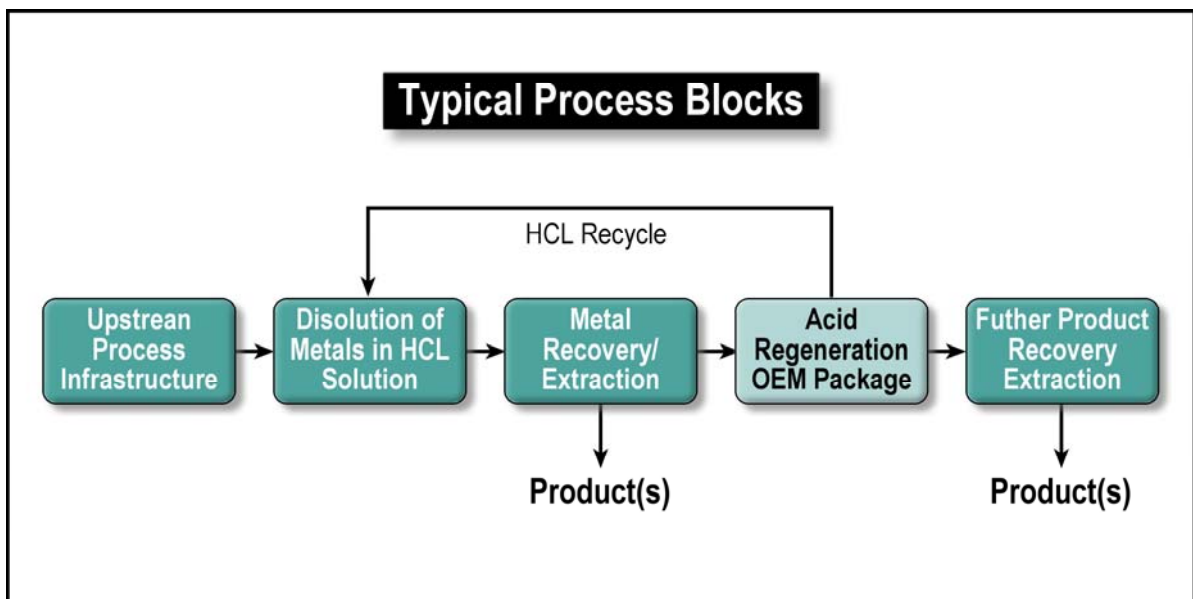 Typical Process Blocks
HCL Recycle
Upstrean
Process
Infrastructure
Disolution of
Metals in HCL
Solution
Metal
Recovery/
Extraction
Acid
Regeneration
OEM Package
Futher Product
Recovery
Extraction
Product(s)
Product(s)